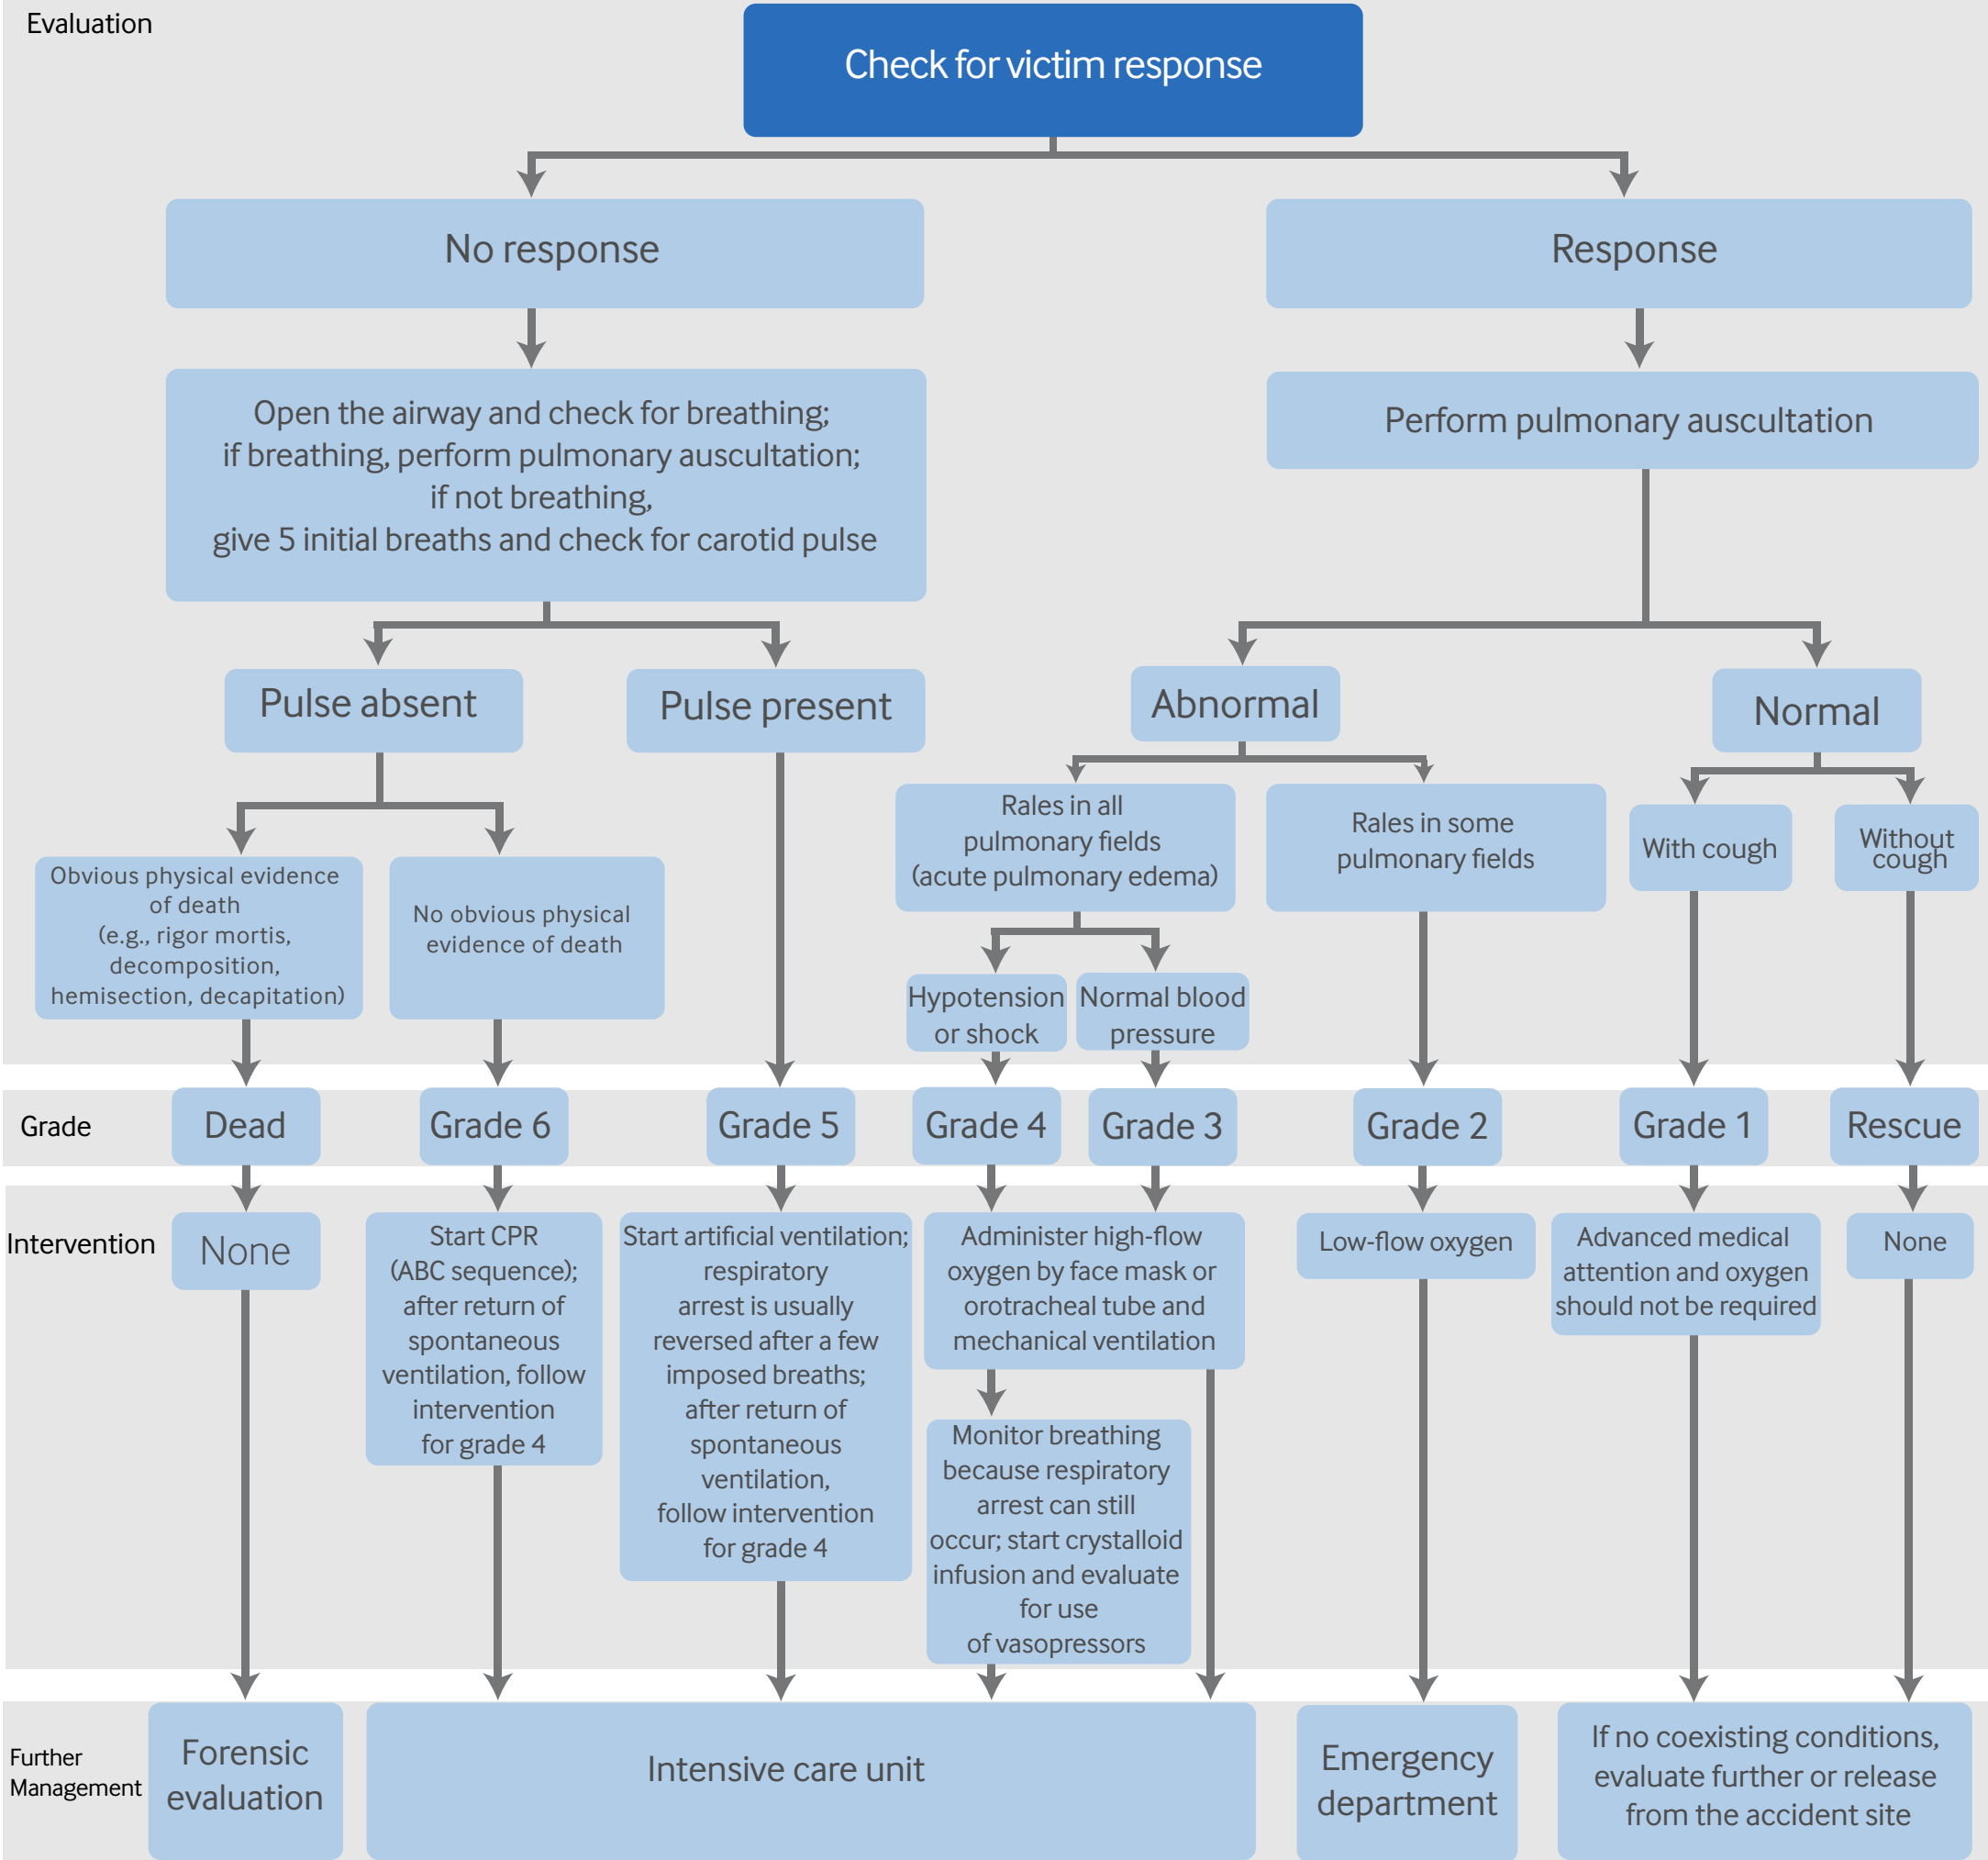 Evaluation
Check for victim response
No response
Response
Open the airway and check for breathing;
if breathing, perform pulmonary auscultation;
if not breathing,
give 5 initial breaths and check for carotid pulse
Perform pulmonary auscultation
Pulse absent
Pulse present
Abnormal
Normal
Obvious physical evidence
of death
(e.g., rigor mortis,
decomposition,
hemisection, decapitation)
No obvious physical
evidence of death
Rales in all
pulmonary fields
(acute pulmonary edema)
Rales in some
pulmonary fields
With cough
Without
cough
Hypotension
or shock
Normal blood
pressure
Grade
Dead
Grade 6
Grade 5
Grade 4
Grade 3
Grade 2
Grade 1
Rescue
Intervention
None
Start CPR
(ABC sequence);
after return of
spontaneous
ventilation, follow
intervention
for grade 4
Start artificial ventilation;
respiratory
arrest is usually
reversed after a few
imposed breaths;
after return of
spontaneous
ventilation,
follow intervention
for grade 4
Administer high-flow
oxygen by face mask or
orotracheal tube and
mechanical ventilation
Monitor breathing
because respiratory
arrest can still
occur; start crystalloid
infusion and evaluate
for use
of vasopressors
Low-flow oxygen
Advanced medical
attention and oxygen
should not be required
None
Further
Management
Forensic
evaluation
Intensive care unit
Emergency
department
If no coexisting conditions,
evaluate further or release
from the accident site